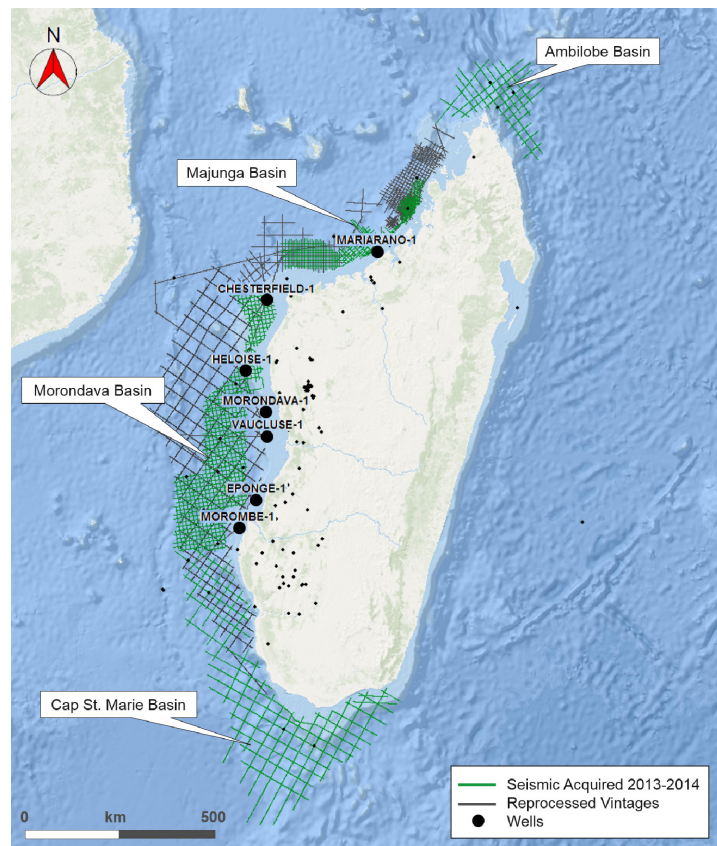 N
Ambilobe Basin
Majunga Basin
MARIARANO-1
CHESTERFIELD-1
HELOISE-1
Morondava Basin
MORONDAVA-1
VAUCLUSE-1
EPONGE-1
MOROMBE-1
Cap St. Marie Basin
Seismic Acquired 2013-2014
Reprocessed Vintages
Wells
0 km 500